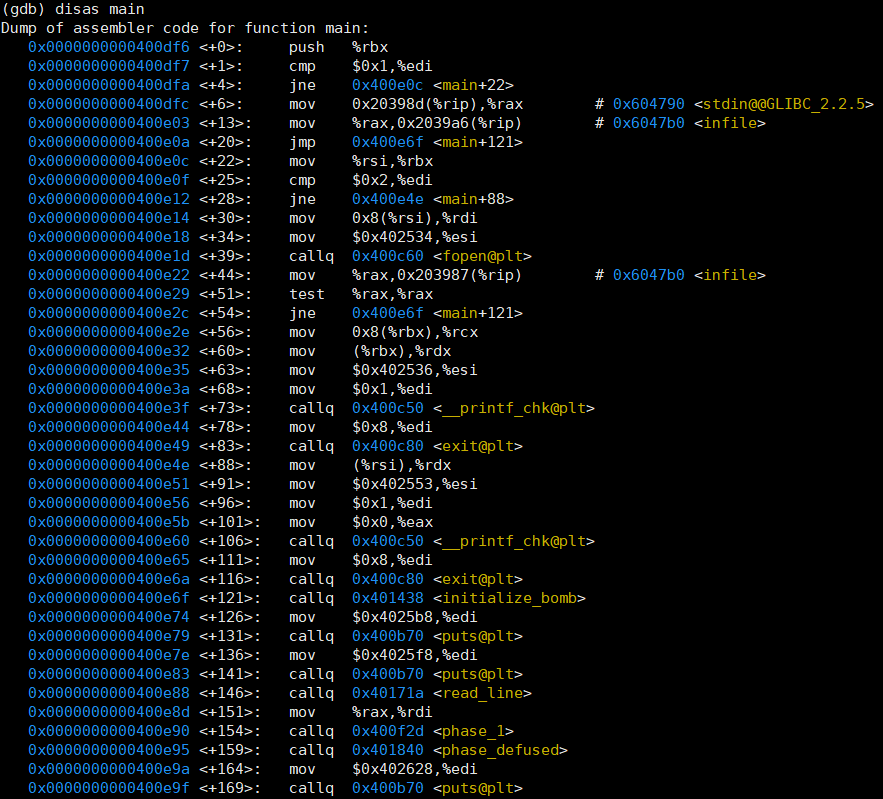 (gdb) disas main
Dump of assembler code for function main:
   0x0000000000400df6 <+0>:     push   %rbx
   0x0000000000400df7 <+1>:     cmp    $0x1,%edi
   0x0000000000400dfa <+4>:     jne    0x400e0c <main+22>
   0x0000000000400dfc <+6>:     mov    0x20398d(%rip),%rax        # 0x604790 <stdin@@GLIBC_2.2.5>
   0x0000000000400e03 <+13>:    mov    %rax,0x2039a6(%rip)        # 0x6047b0 <infile>
   0x0000000000400e0a <+20>:    jmp    0x400e6f <main+121>
   0x0000000000400e0c <+22>:    mov    %rsi,%rbx
   0x0000000000400e0f <+25>:    cmp    $0x2,%edi
   0x0000000000400e12 <+28>:    jne    0x400e4e <main+88>
   0x0000000000400e14 <+30>:    mov    0x8(%rsi),%rdi
   0x0000000000400e18 <+34>:    mov    $0x402534,%esi
   0x0000000000400e1d <+39>:    callq  0x400c60 <fopen@plt>
   0x0000000000400e22 <+44>:    mov    %rax,0x203987(%rip)        # 0x6047b0 <infile>
   0x0000000000400e29 <+51>:    test   %rax,%rax
   0x0000000000400e2c <+54>:    jne    0x400e6f <main+121>
   0x0000000000400e2e <+56>:    mov    0x8(%rbx),%rcx
   0x0000000000400e32 <+60>:    mov    (%rbx),%rdx
   0x0000000000400e35 <+63>:    mov    $0x402536,%esi
   0x0000000000400e3a <+68>:    mov    $0x1,%edi
   0x0000000000400e3f <+73>:    callq  0x400c50 <__printf_chk@plt>
   0x0000000000400e44 <+78>:    mov    $0x8,%edi
   0x0000000000400e49 <+83>:    callq  0x400c80 <exit@plt>
   0x0000000000400e4e <+88>:    mov    (%rsi),%rdx
   0x0000000000400e51 <+91>:    mov    $0x402553,%esi
   0x0000000000400e56 <+96>:    mov    $0x1,%edi
   0x0000000000400e5b <+101>:   mov    $0x0,%eax
   0x0000000000400e60 <+106>:   callq  0x400c50 <__printf_chk@plt>
   0x0000000000400e65 <+111>:   mov    $0x8,%edi
   0x0000000000400e6a <+116>:   callq  0x400c80 <exit@plt>
   0x0000000000400e6f <+121>:   callq  0x401438 <initialize_bomb>
   0x0000000000400e74 <+126>:   mov    $0x4025b8,%edi
   0x0000000000400e79 <+131>:   callq  0x400b70 <puts@plt>
   0x0000000000400e7e <+136>:   mov    $0x4025f8,%edi
   0x0000000000400e83 <+141>:   callq  0x400b70 <puts@plt>
   0x0000000000400e88 <+146>:   callq  0x40171a <read_line>
   0x0000000000400e8d <+151>:   mov    %rax,%rdi
   0x0000000000400e90 <+154>:   callq  0x400f2d <phase_1>
   0x0000000000400e95 <+159>:   callq  0x401840 <phase_defused>
   0x0000000000400e9a <+164>:   mov    $0x402628,%edi
   0x0000000000400e9f <+169>:   callq  0x400b70 <puts@plt>